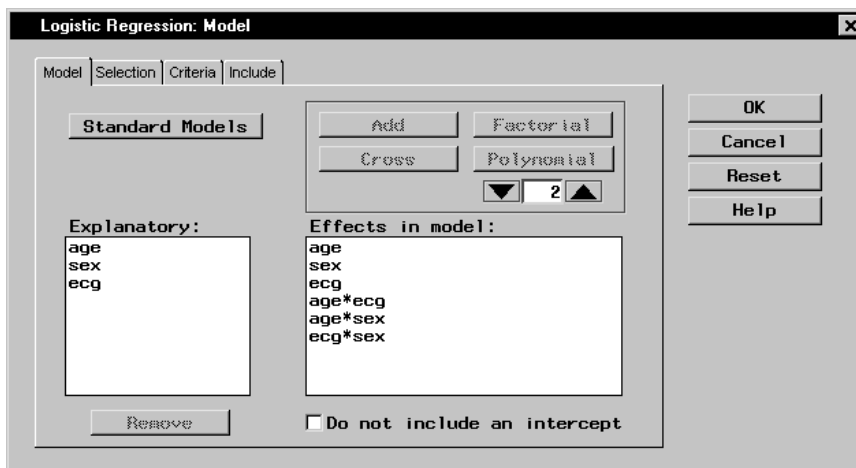 Logistic Regression: Model
Model Selection Criteria Include
Standard Models
Add Factorial
Cross Polynomial
2
OK
Cancel
Reset
Help
Explanatory:
age
sex
ecg
Effects in model:
age
sex
ecg
age*ecg
age*sex
ecg*sex
Remove
Do not include an intercept